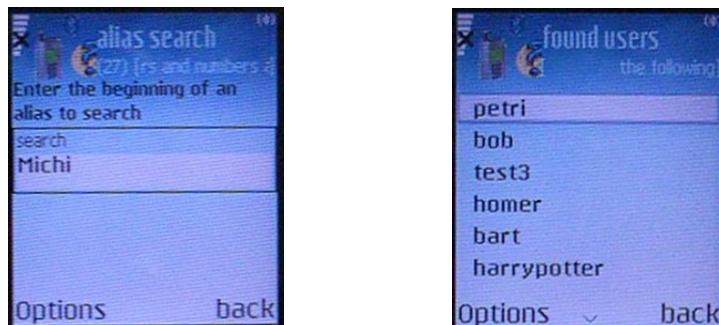 alias search
(27) [rs and numbers a
Enter the beginning of an
alias to search
search
Michi
Options back
found users
the following]
petri
bob
test3
homer
bart
harrypotter
Options back